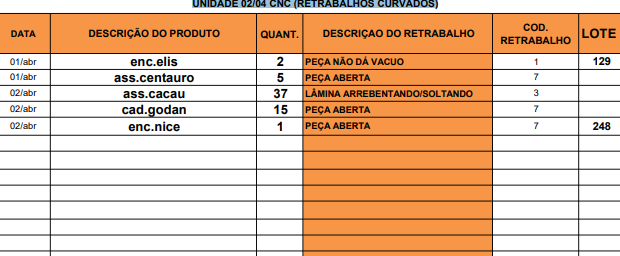 UNIDADE 02/04 CNC (RETRABALHOS CURVADOS)
DATA DESCRIÇÃO DO PRODUTO QUANT. DESCRIÇAO DO RETRABALHO COD. RETRABALHO LOTE
01/abr enc.elis 2 PEÇA NÃO DÁ VACUO 1 129
01/abr ass.centauro 5 PEÇA ABERTA 7
02/abr ass.cacau 37 LÂMINA ARREBENTANDO/SOLTANDO 3
02/abr cad.godan 15 PEÇA ABERTA 7
02/abr enc.nice 1 PEÇA ABERTA 7 248